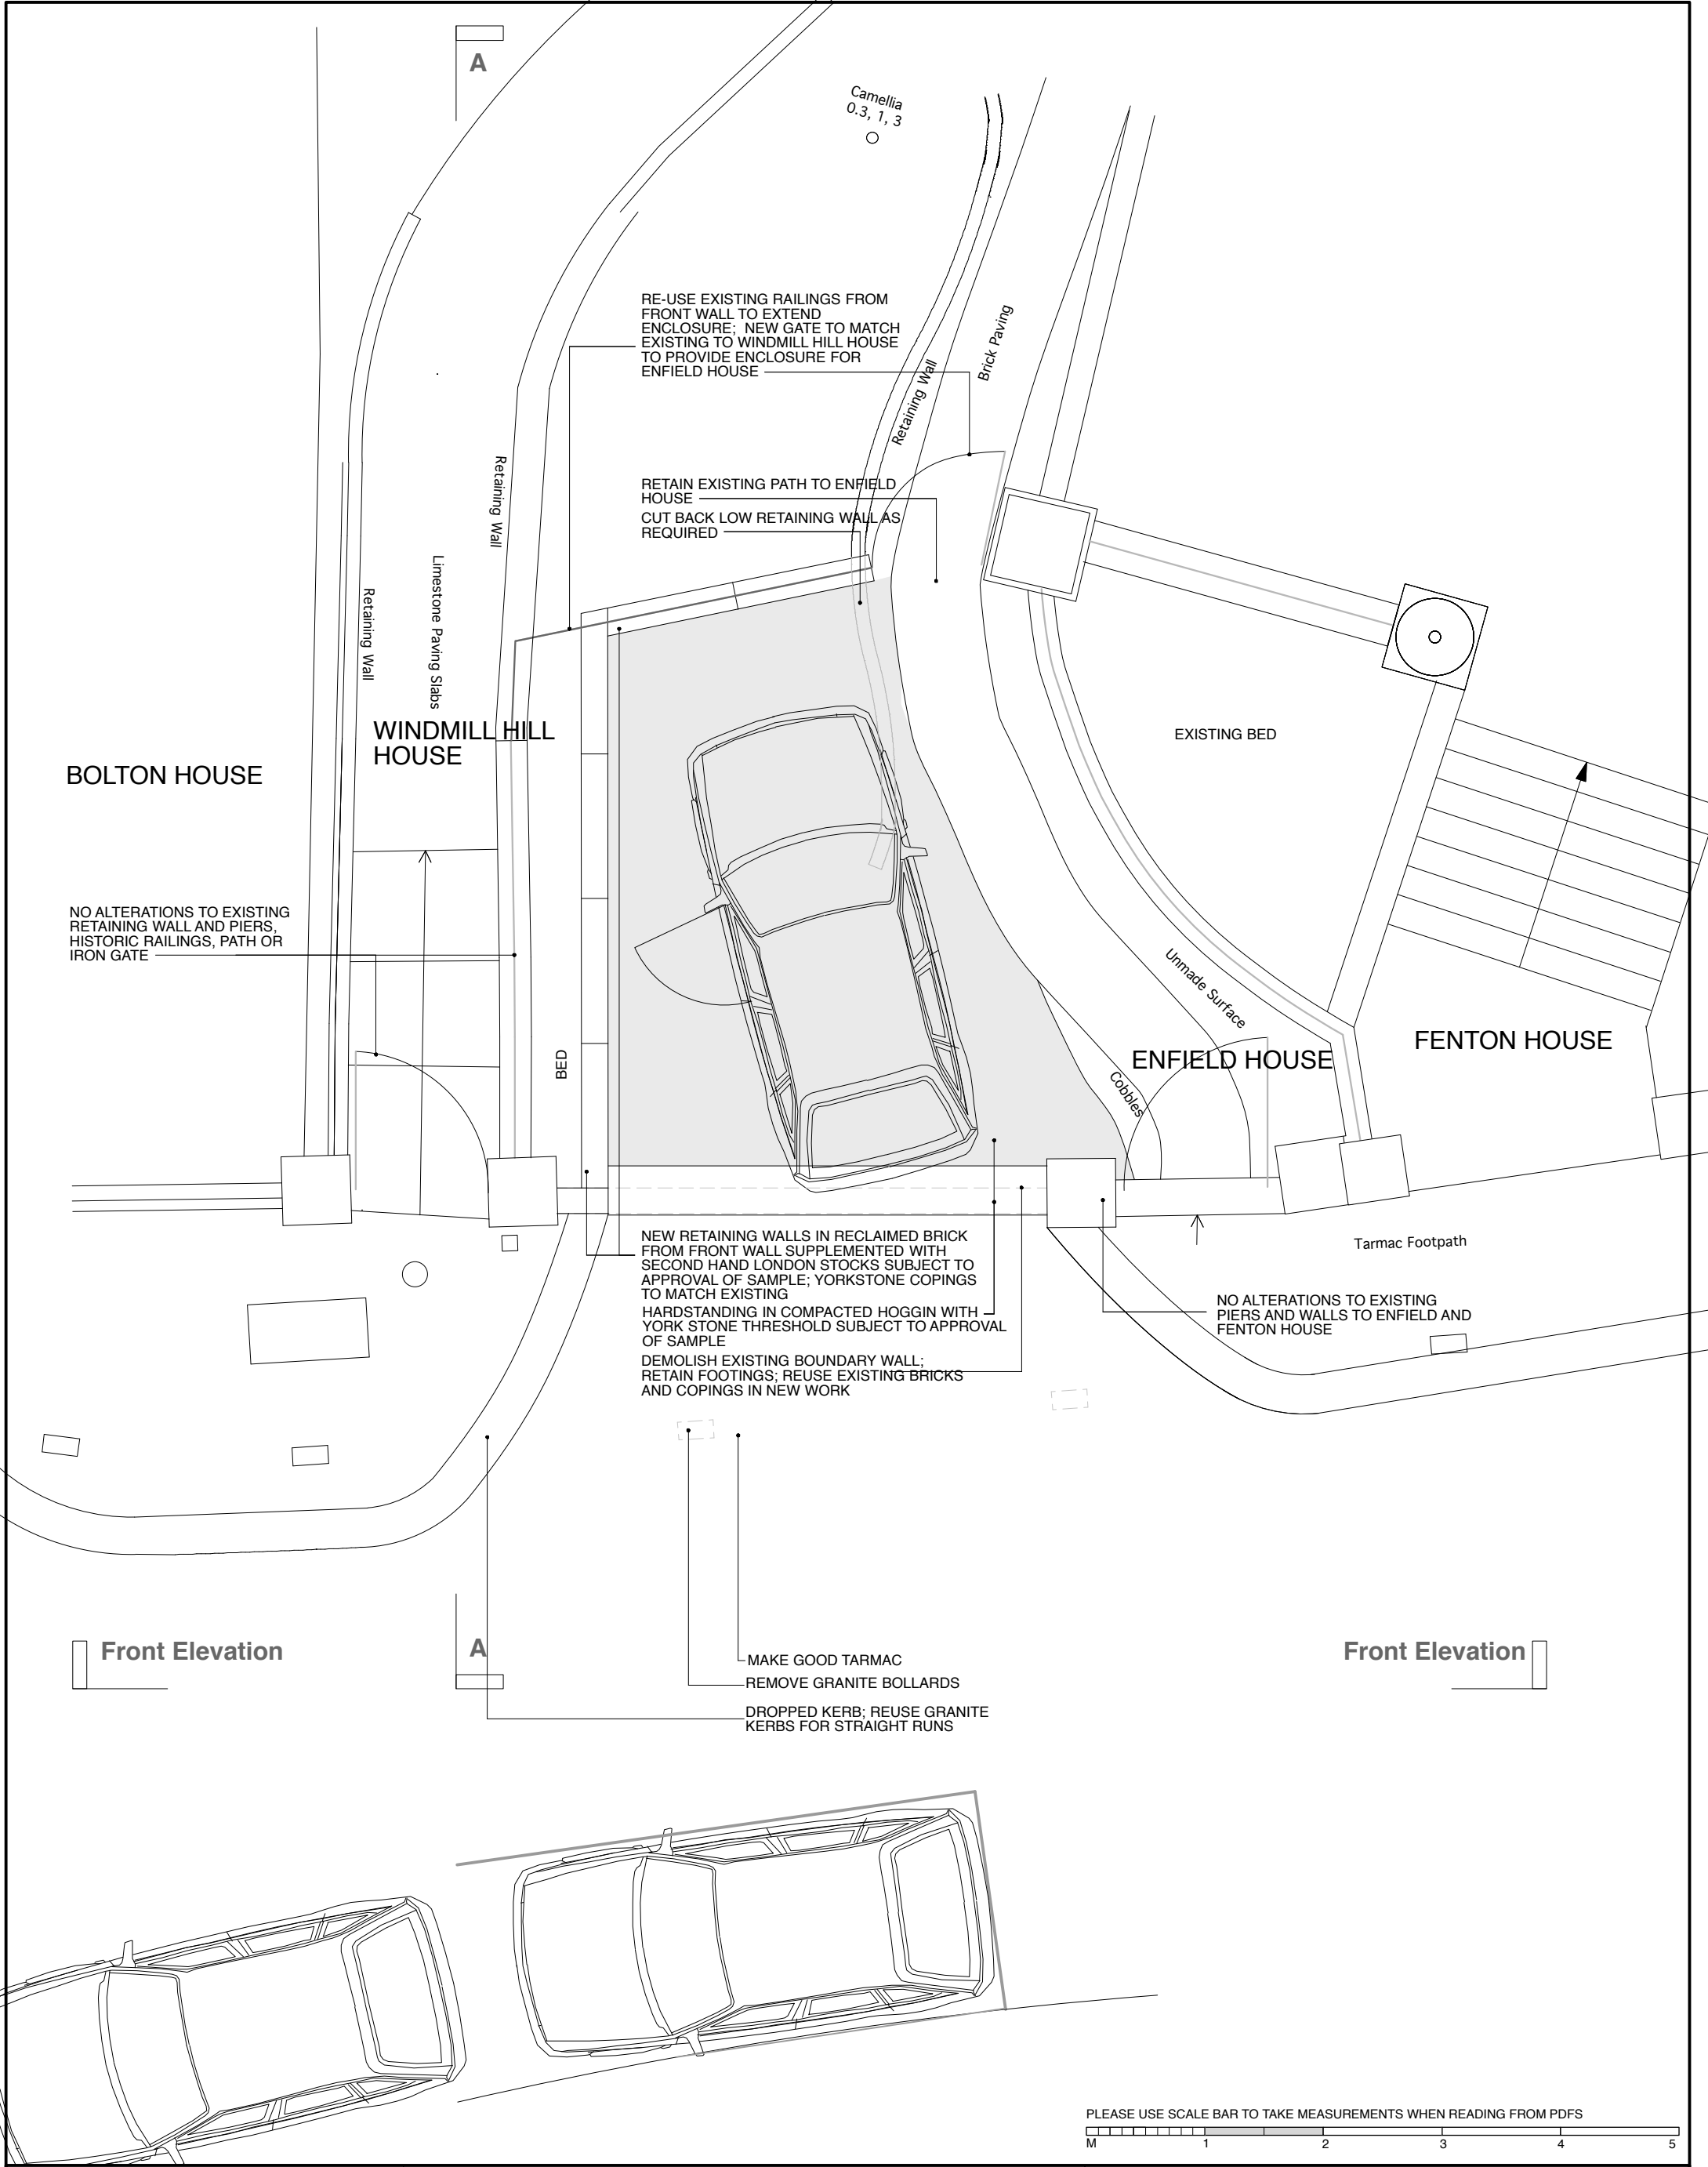 A
Camellia
0.3, 1, 3
RE-USE EXISTING RAILINGS FROM
FRONT WALL TO EXTEND
ENCLOSURE; NEW GATE TO MATCH
EXISTING TO WINDMILL HILL HOUSE
TO PROVIDE ENCLOSURE FOR
ENFIELD HOUSE
Brick Paving
Retaining Wall
Retaining Wall
RETAIN EXISTING PATH TO ENFIELD
HOUSE
CUT BACK LOW RETAINING WALL AS
REQUIRED
Limestone Paving Slabs
Retaining Wall
WINDMILL HILL
HOUSE
BOLTON HOUSE
EXISTING BED
NO ALTERATIONS TO EXISTING
RETAINING WALL AND PIERS,
HISTORIC RAILINGS, PATH OR
IRON GATE
Unmade Surface
FENTON HOUSE
ENFIELD HOUSE
BED
Cobbles
NEW RETAINING WALLS IN RECLAIMED BRICK
FROM FRONT WALL SUPPLEMENTED WITH
SECOND HAND LONDON STOCKS SUBJECT TO
APPROVAL OF SAMPLE; YORKSTONE COPINGS
TO MATCH EXISTING
HARDSTANDING IN COMPACTED HOGGIN WITH
YORK STONE THRESHOLD SUBJECT TO APPROVAL
OF SAMPLE
DEMOLISH EXISTING BOUNDARY WALL;
RETAIN FOOTINGS; REUSE EXISTING BRICKS
AND COPINGS IN NEW WORK
Tarmac Footpath
NO ALTERATIONS TO EXISTING
PIERS AND WALLS TO ENFIELD AND
FENTON HOUSE
Front Elevation
A
Front Elevation
MAKE GOOD TARMAC
REMOVE GRANITE BOLLARDS
DROPPED KERB; REUSE GRANITE
KERBS FOR STRAIGHT RUNS
PLEASE USE SCALE BAR TO TAKE MEASUREMENTS WHEN READING FROM PDFS
M 1 2 3 4 5